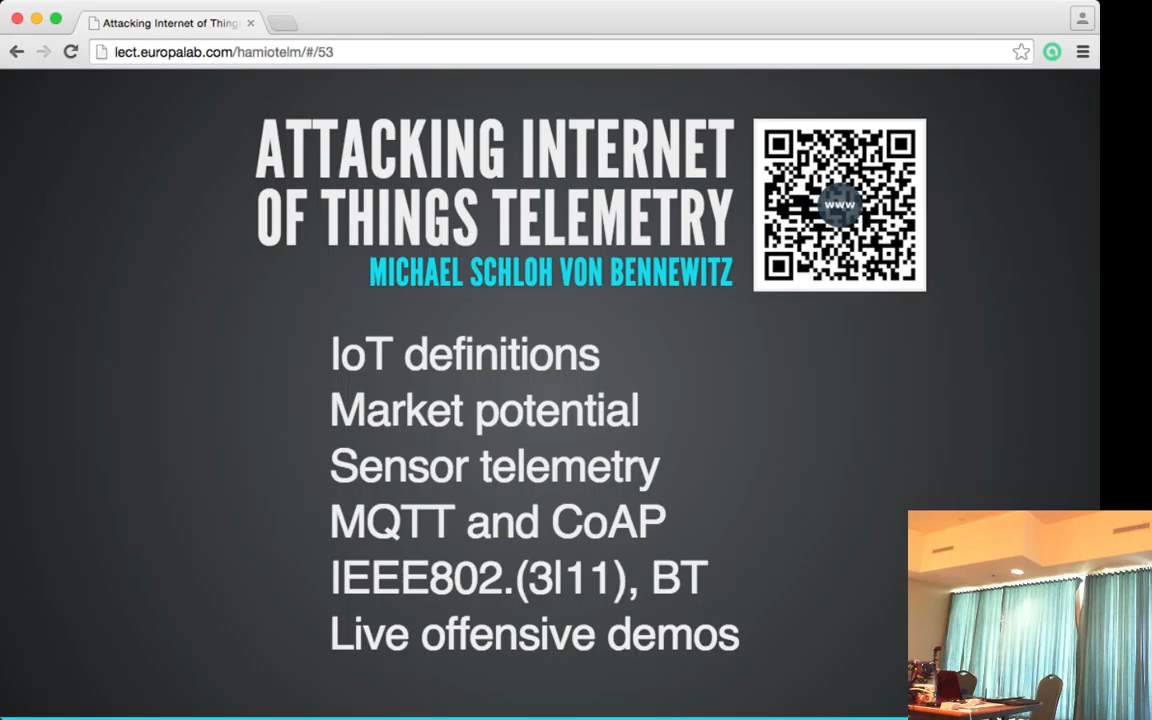 Attacking Internet of Thing
lect.europalab.com/hamiotelm/#/53
ATTACKING INTERNET
OF THINGS TELEMETRY
MICHAEL SCHLOH VON BENNEWITZ
www
IoT definitions
Market potential
Sensor telemetry
MQTT and CoAP
IEEE802.(3|11), BT
Live offensive demos